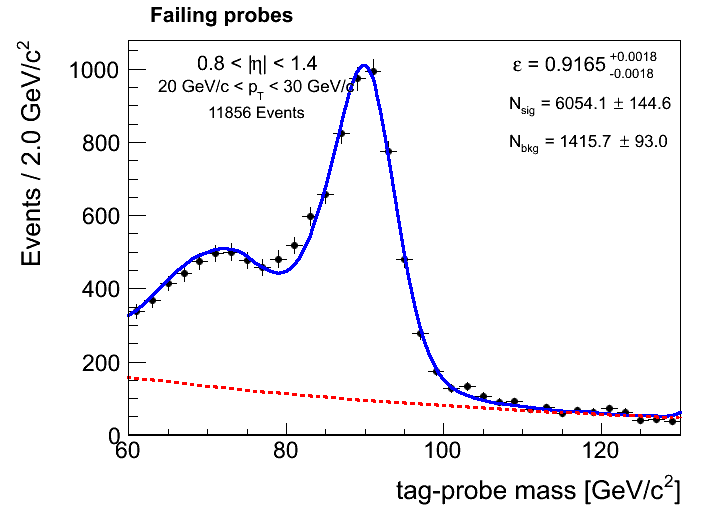 Failing probes
Events / 2.0 GeV/c²
1000
800
600
400
200
0
0.8 < |η| < 1.4
20 GeV/c < p_T < 30 GeV/c
11856 Events
ε = 0.9165 +0.0018 -0.0018
N_sig = 6054.1 ± 144.6
N_bkg = 1415.7 ± 93.0
60 80 100 120
tag-probe mass [GeV/c²]